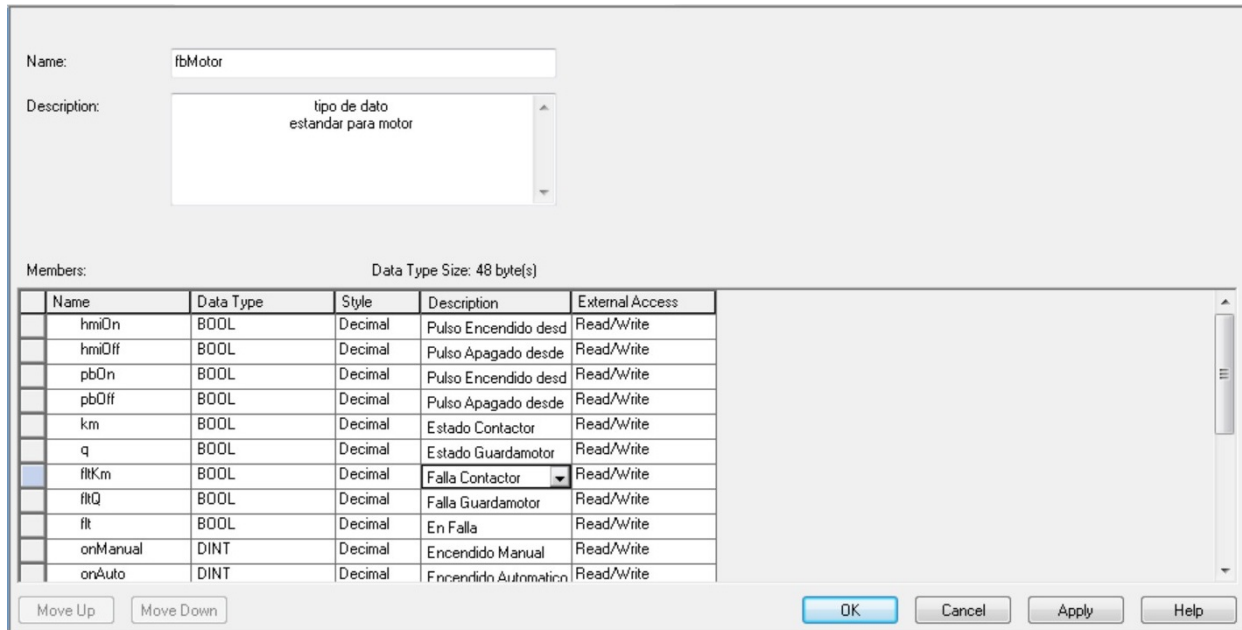 Name: fbMotor
Description: tipo de dato
estandar para motor
Members: Data Type Size: 48 byte(s)
Name Data Type Style Description External Access
hmiOn BOOL Decimal Pulso Encendido desd Read/Write
hmiOff BOOL Decimal Pulso Apagado desde Read/Write
pbOn BOOL Decimal Pulso Encendido desd Read/Write
pbOff BOOL Decimal Pulso Apagado desde Read/Write
km BOOL Decimal Estado Contactor Read/Write
q BOOL Decimal Estado Guardamotor Read/Write
fltKm BOOL Decimal Falla Contactor Read/Write
fltQ BOOL Decimal Falla Guardamotor Read/Write
flt BOOL Decimal En Falla Read/Write
onManual DINT Decimal Encendido Manual Read/Write
onAuto DINT Decimal Encendido Automatico Read/Write
Move Up Move Down OK Cancel Apply Help